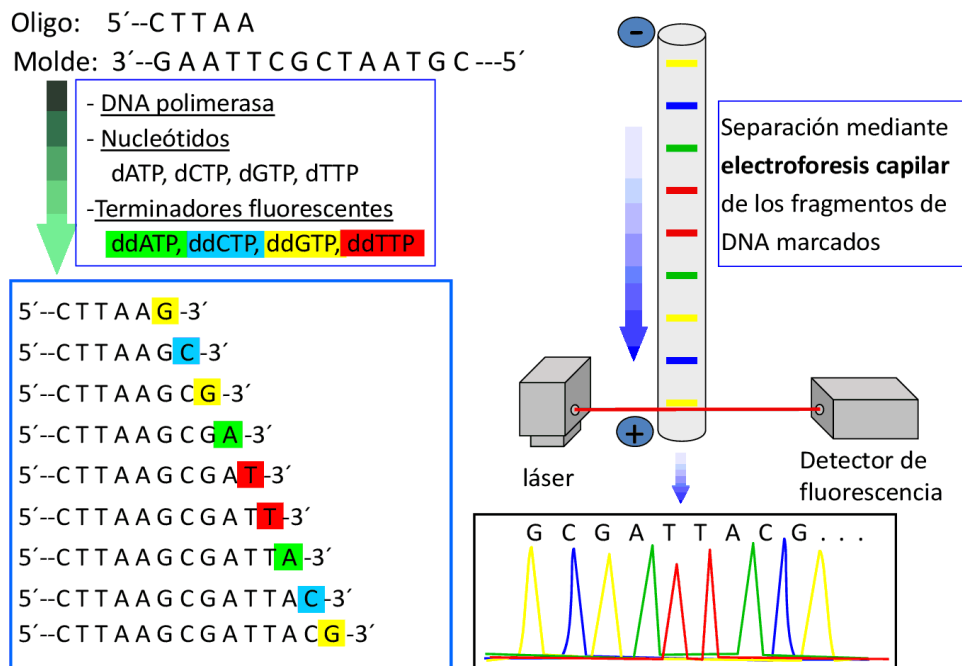 Oligo: 5´--C T T A A
Molde: 3´--G A A T T C G C T A A T G C ---5´
- DNA polimerasa
- Nucleótidos
dATP, dCTP, dGTP, dTTP
-Terminadores fluorescentes
ddATP, ddCTP, ddGTP, ddTTP
5´--C T T A A G -3´
5´--C T T A A G C -3´
5´--C T T A A G C G -3´
5´--C T T A A G C G A -3´
5´--C T T A A G C G A T -3´
5´--C T T A A G C G A T T -3´
5´--C T T A A G C G A T T A -3´
5´--C T T A A G C G A T T A C -3´
5´--C T T A A G C G A T T A C G -3´
-
+
Separación mediante
electroforesis capilar
de los fragmentos de
DNA marcados
láser
Detector de
fluorescencia
G C G A T T A C G . . .